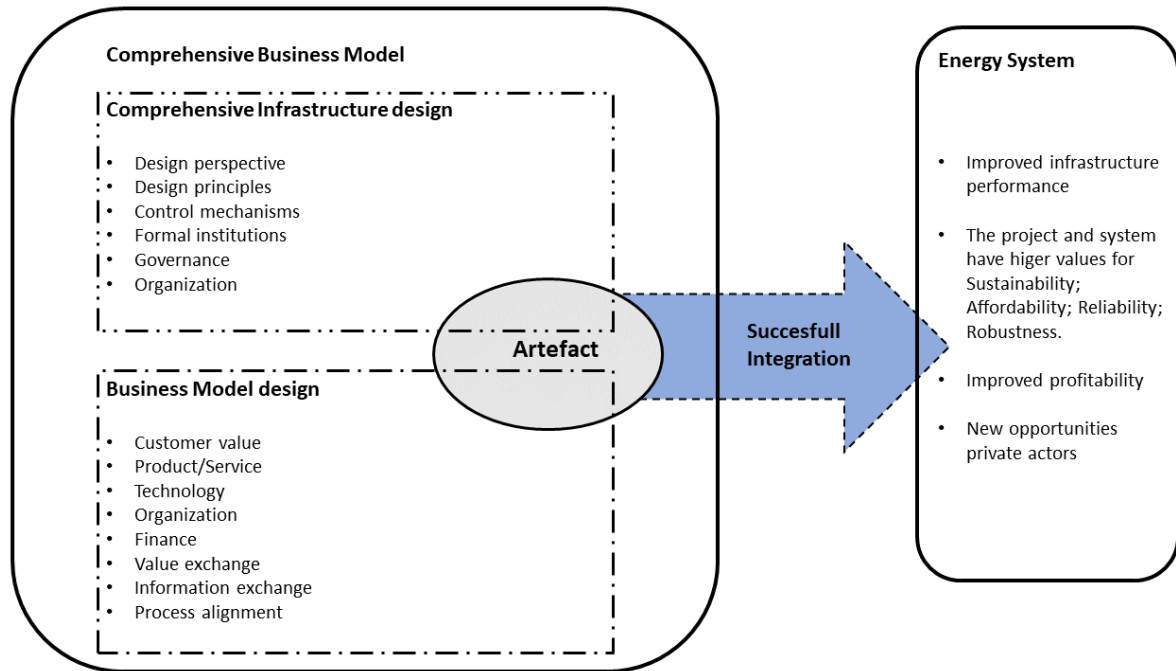 Comprehensive Business Model
Comprehensive Infrastructure design
• Design perspective
• Design principles
• Control mechanisms
• Formal institutions
• Governance
• Organization
Artefact
Business Model design
• Customer value
• Product/Service
• Technology
• Organization
• Finance
• Value exchange
• Information exchange
• Process alignment
Succesfull
Integration
Energy System
• Improved infrastructure
performance
• The project and system
have higer values for
Sustainability;
Affordability; Reliability;
Robustness.
• Improved profitability
• New opportunities
private actors